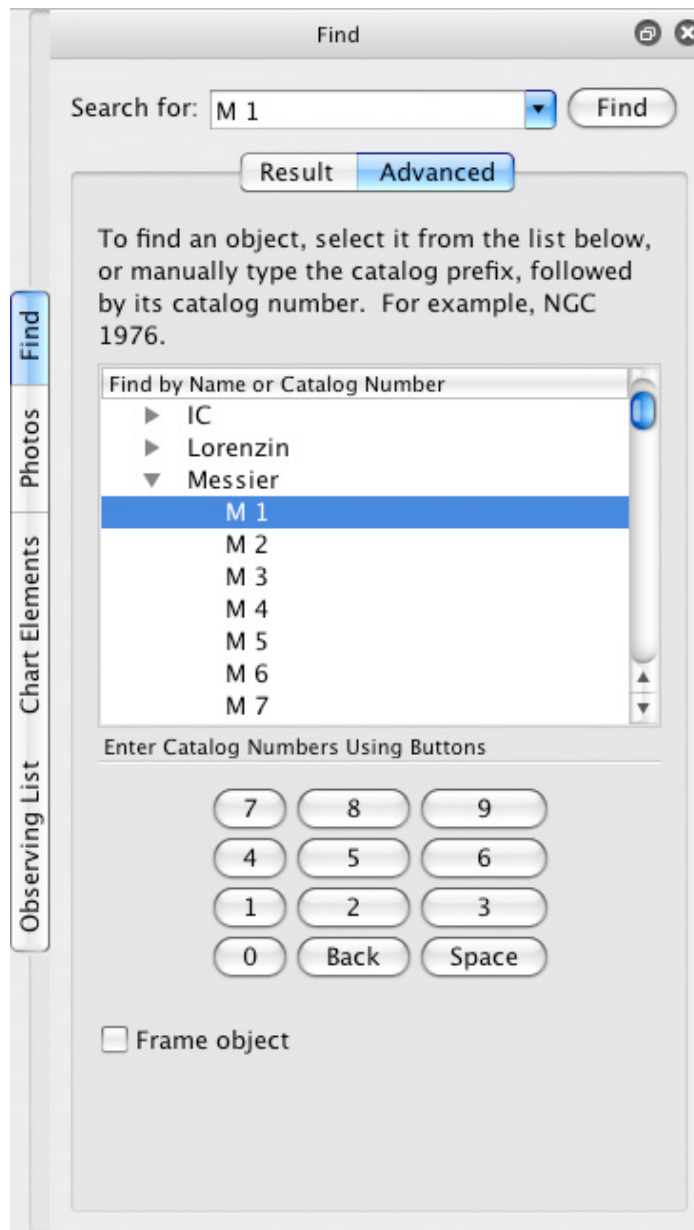 Find
Search for: M 1 Find
Result Advanced
To find an object, select it from the list below,
or manually type the catalog prefix, followed
by its catalog number.  For example, NGC
1976.
Find by Name or Catalog Number
IC
Lorenzin
Messier
M 1
M 2
M 3
M 4
M 5
M 6
M 7
Enter Catalog Numbers Using Buttons
7 8 9
4 5 6
1 2 3
0 Back Space
Frame object
Find
Photos
Chart Elements
Observing List